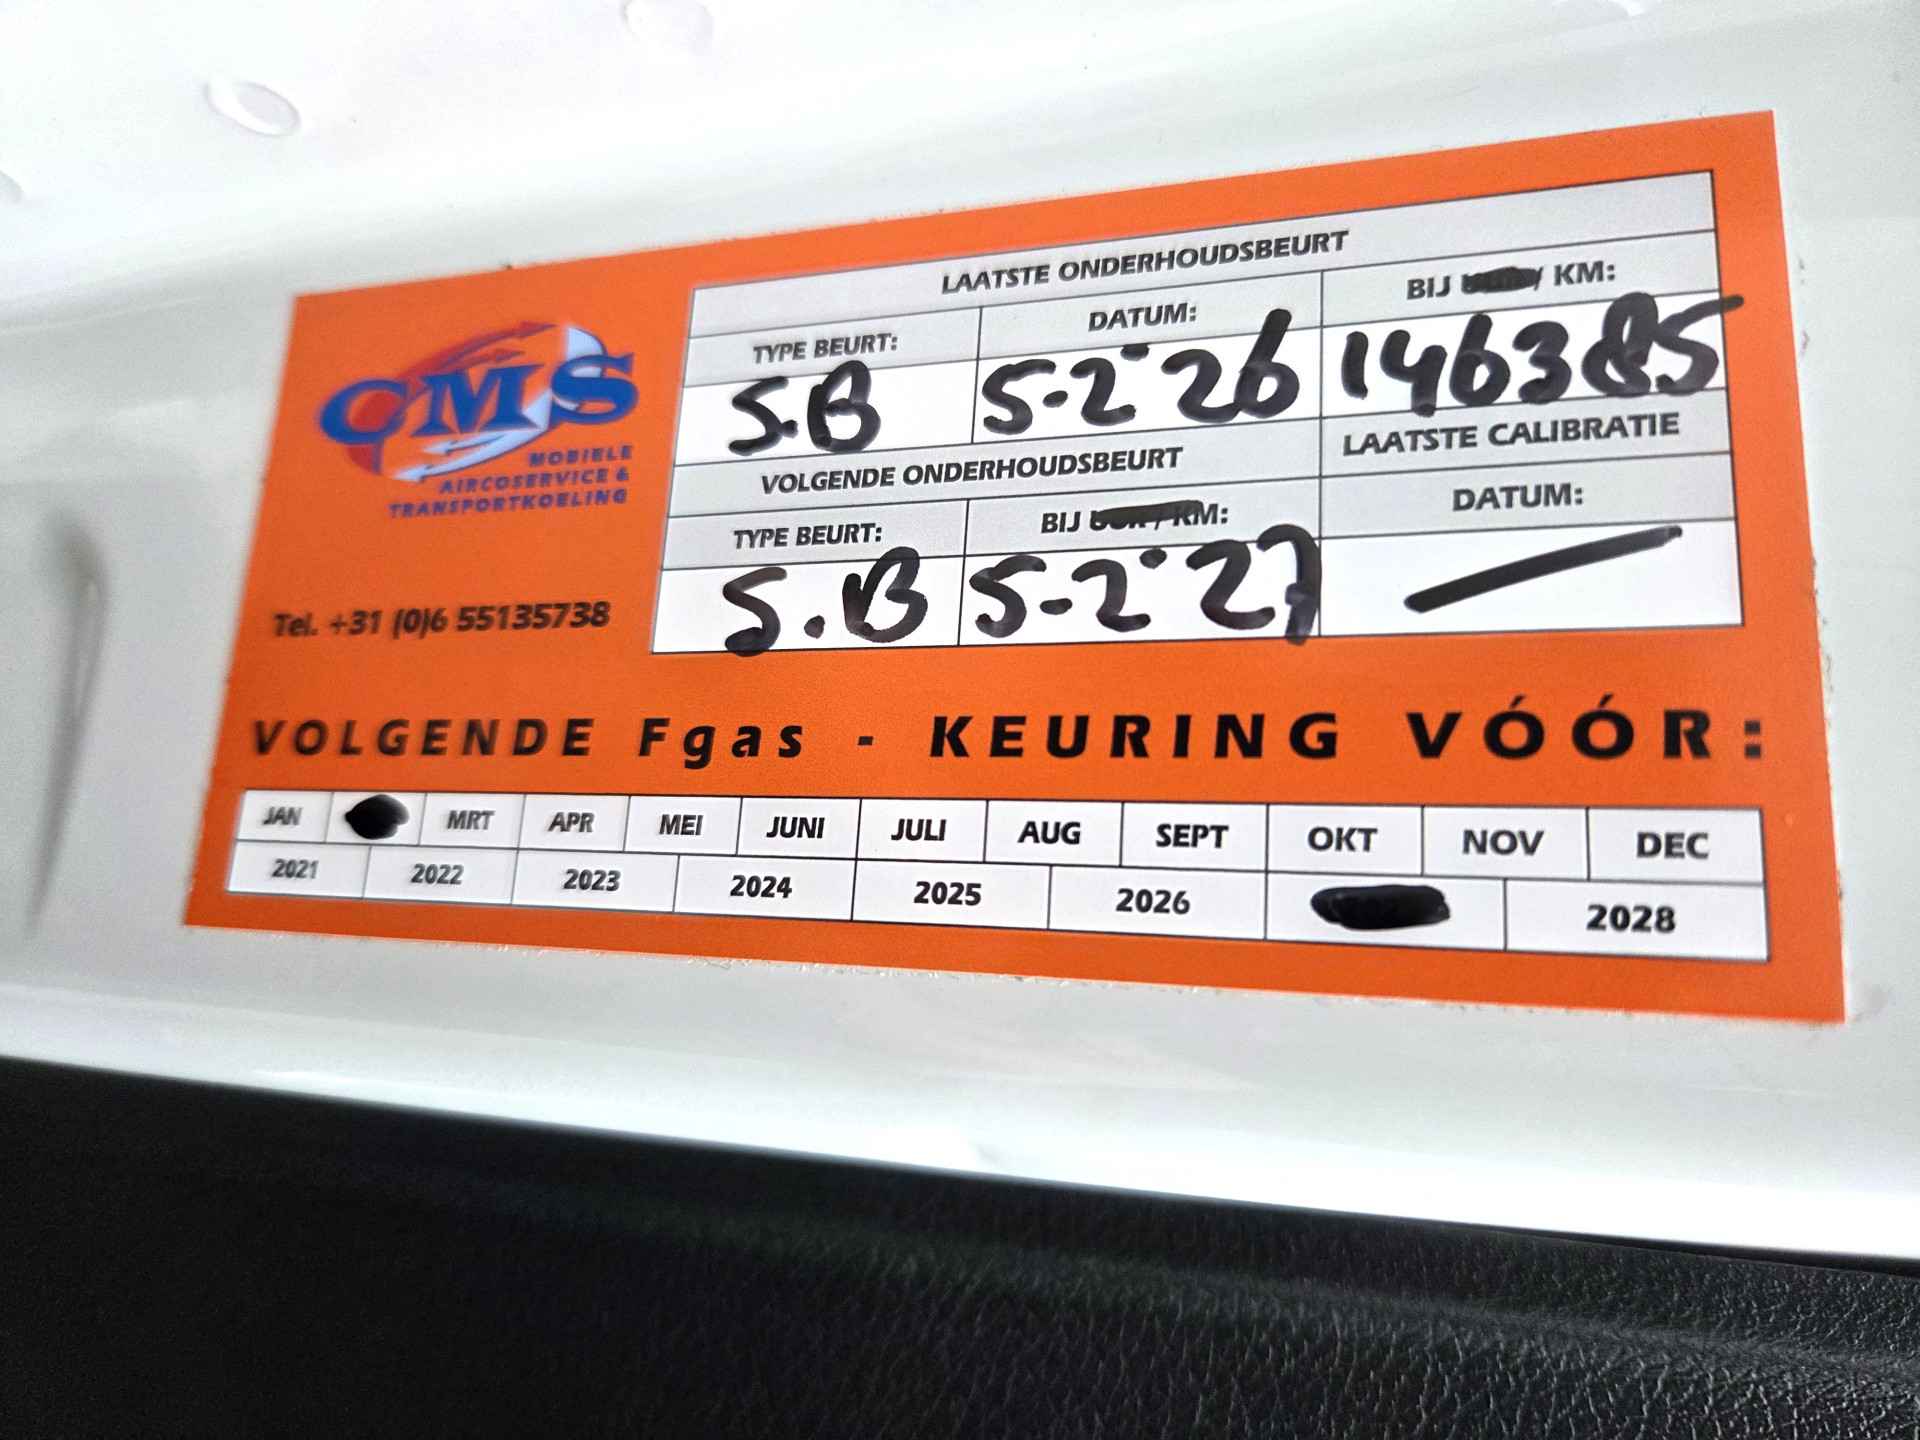 CMS
MOBIELE
AIRCOSERVICE &
TRANSPORTKOELING
Tel. +31 (0)6 55135738
LAATSTE ONDERHOUDSBEURT
TYPE BEURT: DATUM: BIJ / KM:
S.B 5-2-26 146385
VOLGENDE ONDERHOUDSBEURT LAATSTE CALIBRATIE
TYPE BEURT: BIJ / KM: DATUM:
S.B 5-2-27
VOLGENDE Fgas - KEURING VÓÓR:
JAN MRT APR MEI JUNI JULI AUG SEPT OKT NOV DEC
2021 2022 2023 2024 2025 2026 2028